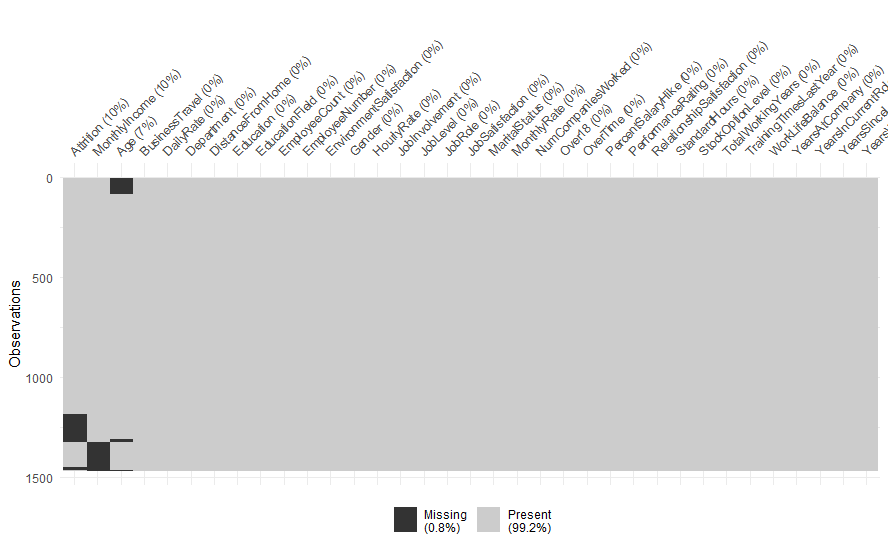 Attrition (10%)
MonthlyIncome (10%)
Age (7%)
BusinessTravel (0%)
DailyRate (0%)
Department (0%)
DistanceFromHome (0%)
Education (0%)
EducationField (0%)
EmployeeCount (0%)
EmployeeNumber (0%)
EnvironmentSatisfaction (0%)
Gender (0%)
HourlyRate (0%)
JobInvolvement (0%)
JobLevel (0%)
JobRole (0%)
JobSatisfaction (0%)
MaritalStatus (0%)
MonthlyRate (0%)
NumCompaniesWorked (0%)
Over18 (0%)
OverTime (0%)
PercentSalaryHike (0%)
PerformanceRating (0%)
RelationshipSatisfaction (0%)
StandardHours (0%)
StockOptionLevel (0%)
TotalWorkingYears (0%)
TrainingTimesLastYear (0%)
WorkLifeBalance (0%)
YearsAtCompany (0%)
YearsInCurrentRo
YearsSince
Years
0
500
1000
1500
Observations
Missing
(0.8%)
Present
(99.2%)